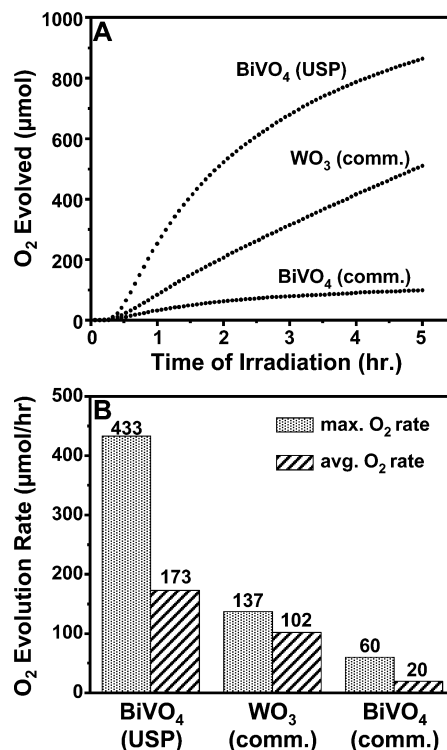 A
1000
800
600
400
200
0
O₂ Evolved (μmol)
BiVO₄ (USP)
WO₃ (comm.)
BiVO₄ (comm.)
0 1 2 3 4 5
Time of Irradiation (hr.)
B
500
400
300
200
100
0
O₂ Evolution Rate (μmol/hr)
max. O₂ rate
avg. O₂ rate
433
173
137
102
60
20
BiVO₄ WO₃ BiVO₄
(USP) (comm.) (comm.)